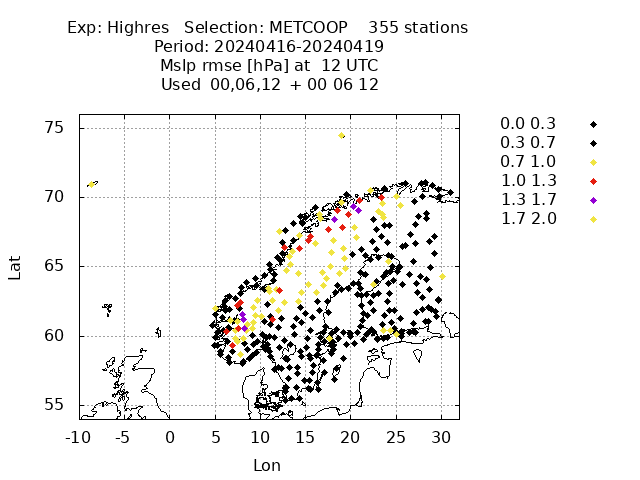 Exp: Highres   Selection: METCOOP    355 stations
Period: 20240416-20240419
Mslp rmse [hPa] at  12 UTC
Used  00,06,12  + 00 06 12
75
70
65
60
55
Lat
-10 -5 0 5 10 15 20 25 30
Lon
0.0 0.3
0.3 0.7
0.7 1.0
1.0 1.3
1.3 1.7
1.7 2.0